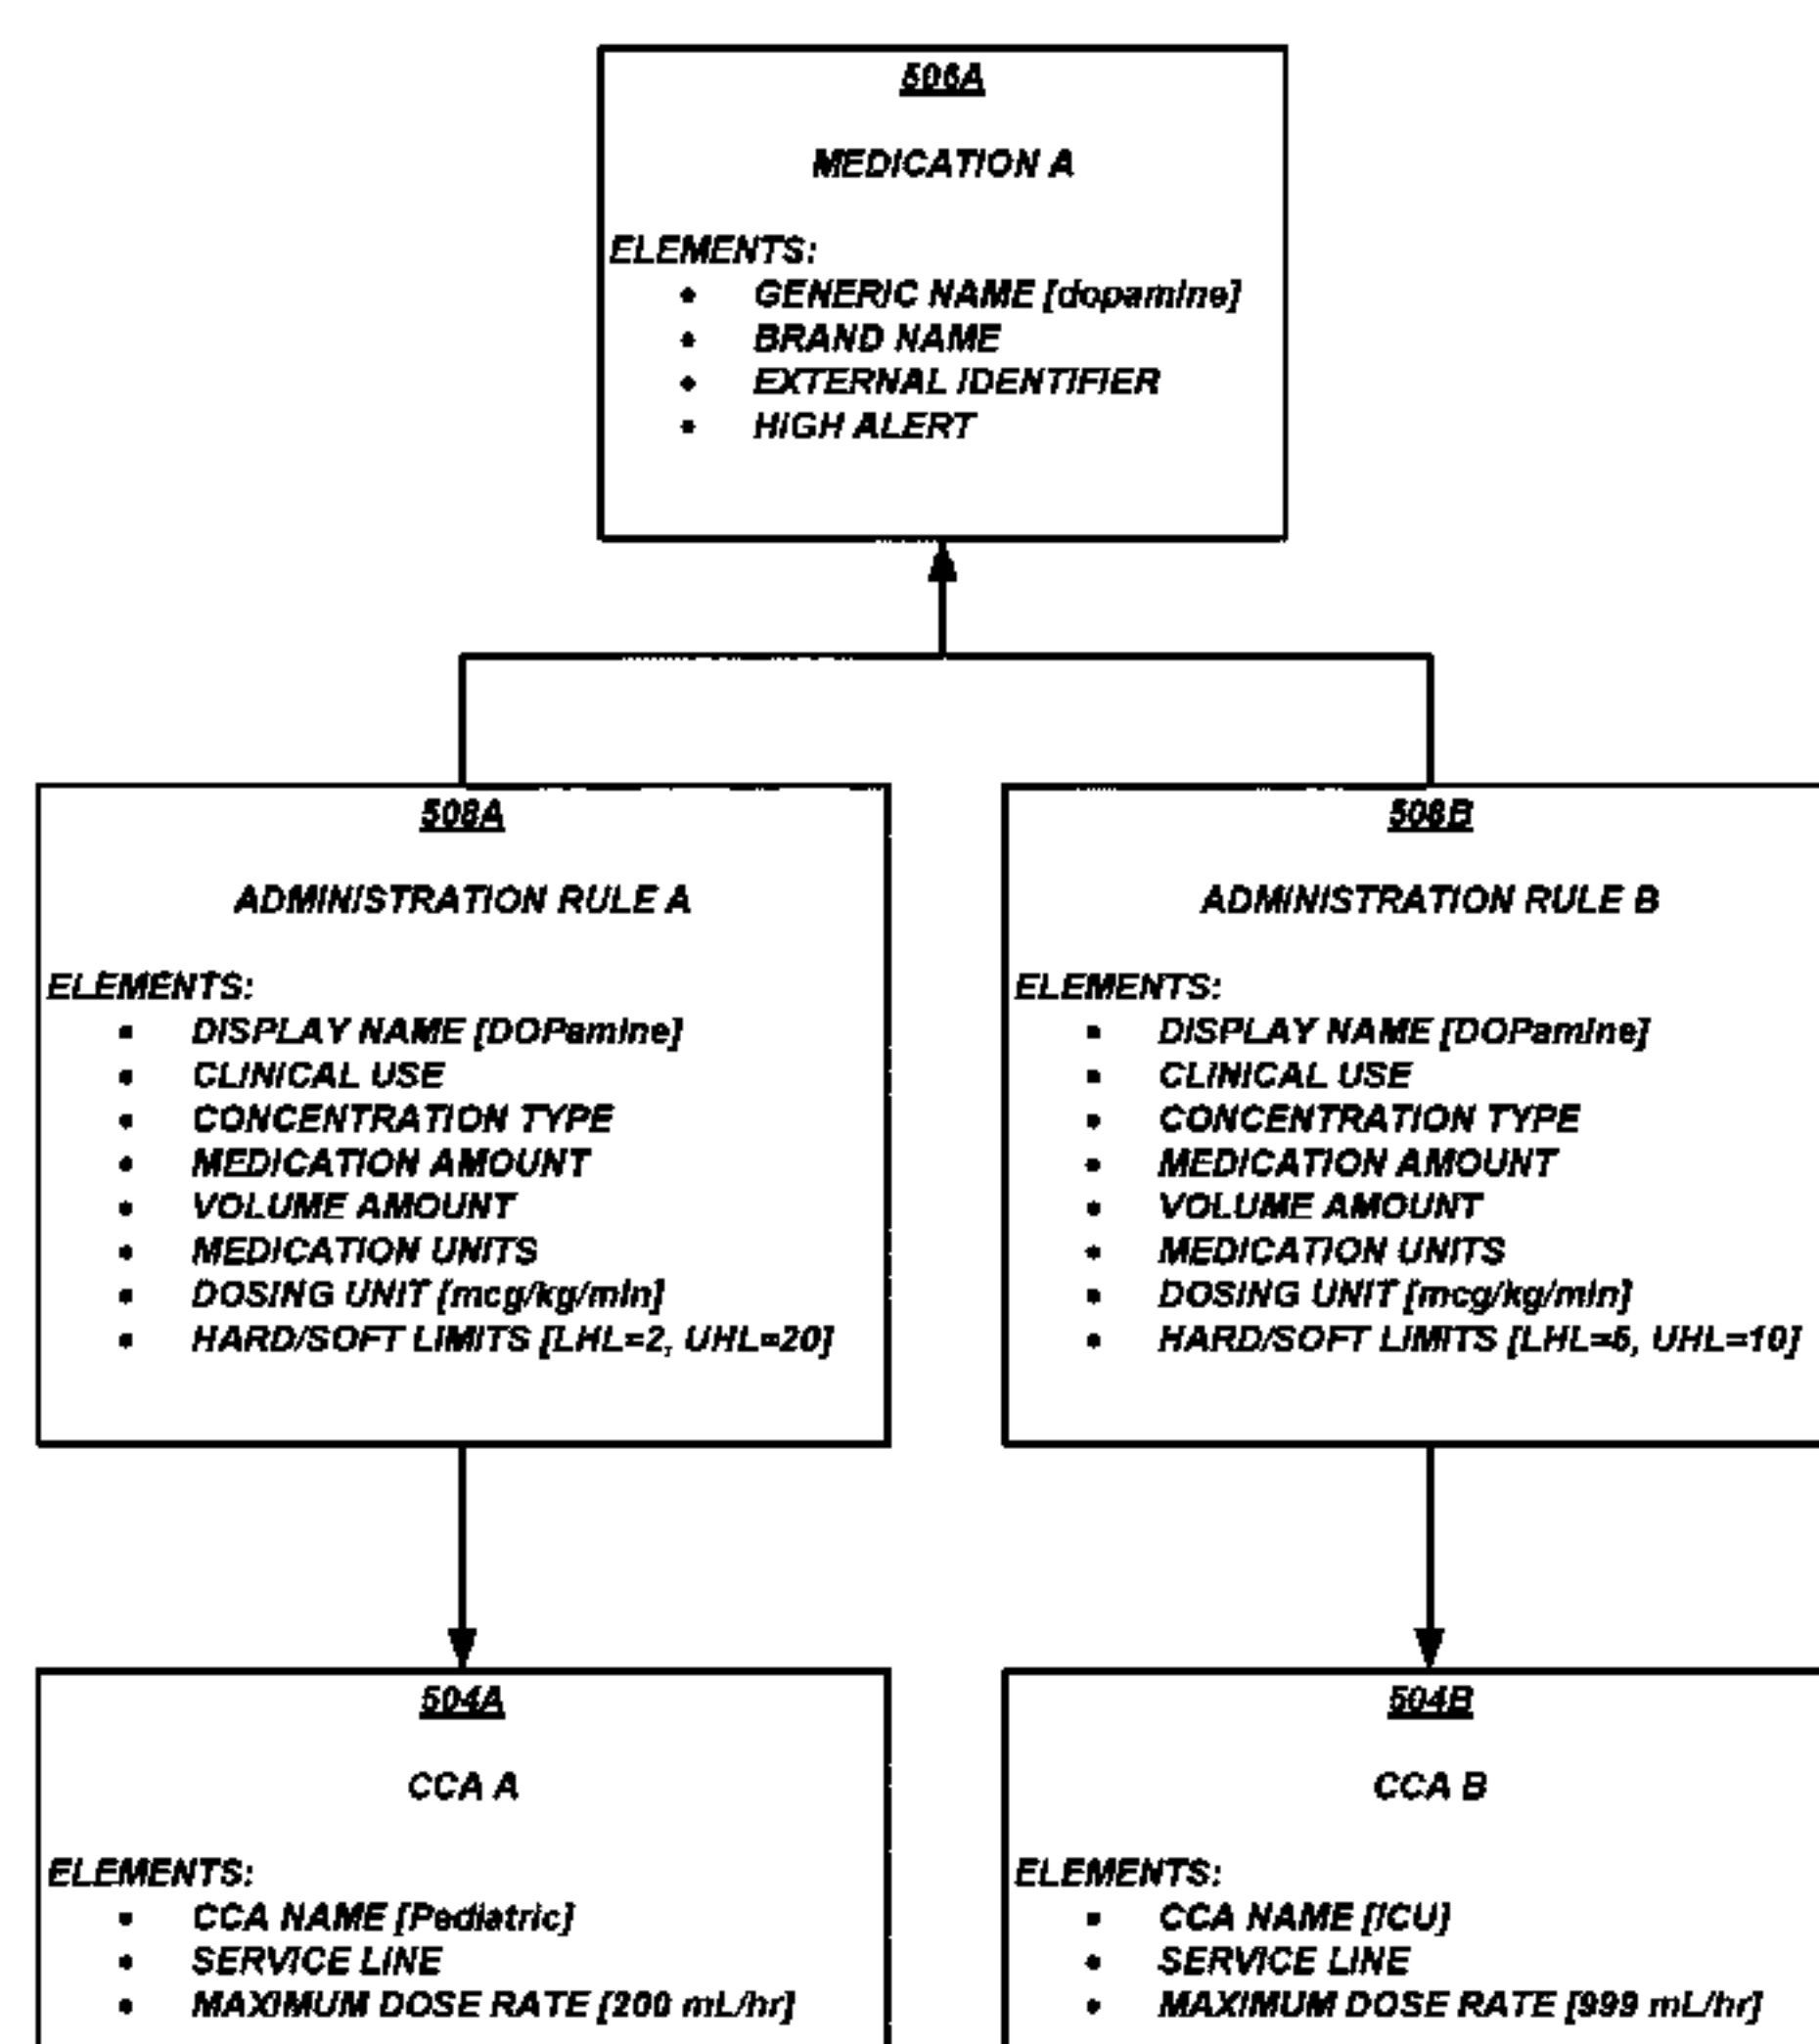 506A
MEDICATION A
ELEMENTS:
• GENERIC NAME [dopamine]
• BRAND NAME
• EXTERNAL IDENTIFIER
• HIGH ALERT
508A
ADMINISTRATION RULE A
ELEMENTS:
• DISPLAY NAME [DOPamine]
• CLINICAL USE
• CONCENTRATION TYPE
• MEDICATION AMOUNT
• VOLUME AMOUNT
• MEDICATION UNITS
• DOSING UNIT [mcg/kg/min]
• HARD/SOFT LIMITS [LHL=2, UHL=20]
508B
ADMINISTRATION RULE B
ELEMENTS:
• DISPLAY NAME [DOPamine]
• CLINICAL USE
• CONCENTRATION TYPE
• MEDICATION AMOUNT
• VOLUME AMOUNT
• MEDICATION UNITS
• DOSING UNIT [mcg/kg/min]
• HARD/SOFT LIMITS [LHL=5, UHL=10]
504A
CCA A
ELEMENTS:
• CCA NAME [Pediatric]
• SERVICE LINE
• MAXIMUM DOSE RATE [200 mL/hr]
504B
CCA B
ELEMENTS:
• CCA NAME [ICU]
• SERVICE LINE
• MAXIMUM DOSE RATE [999 mL/hr]